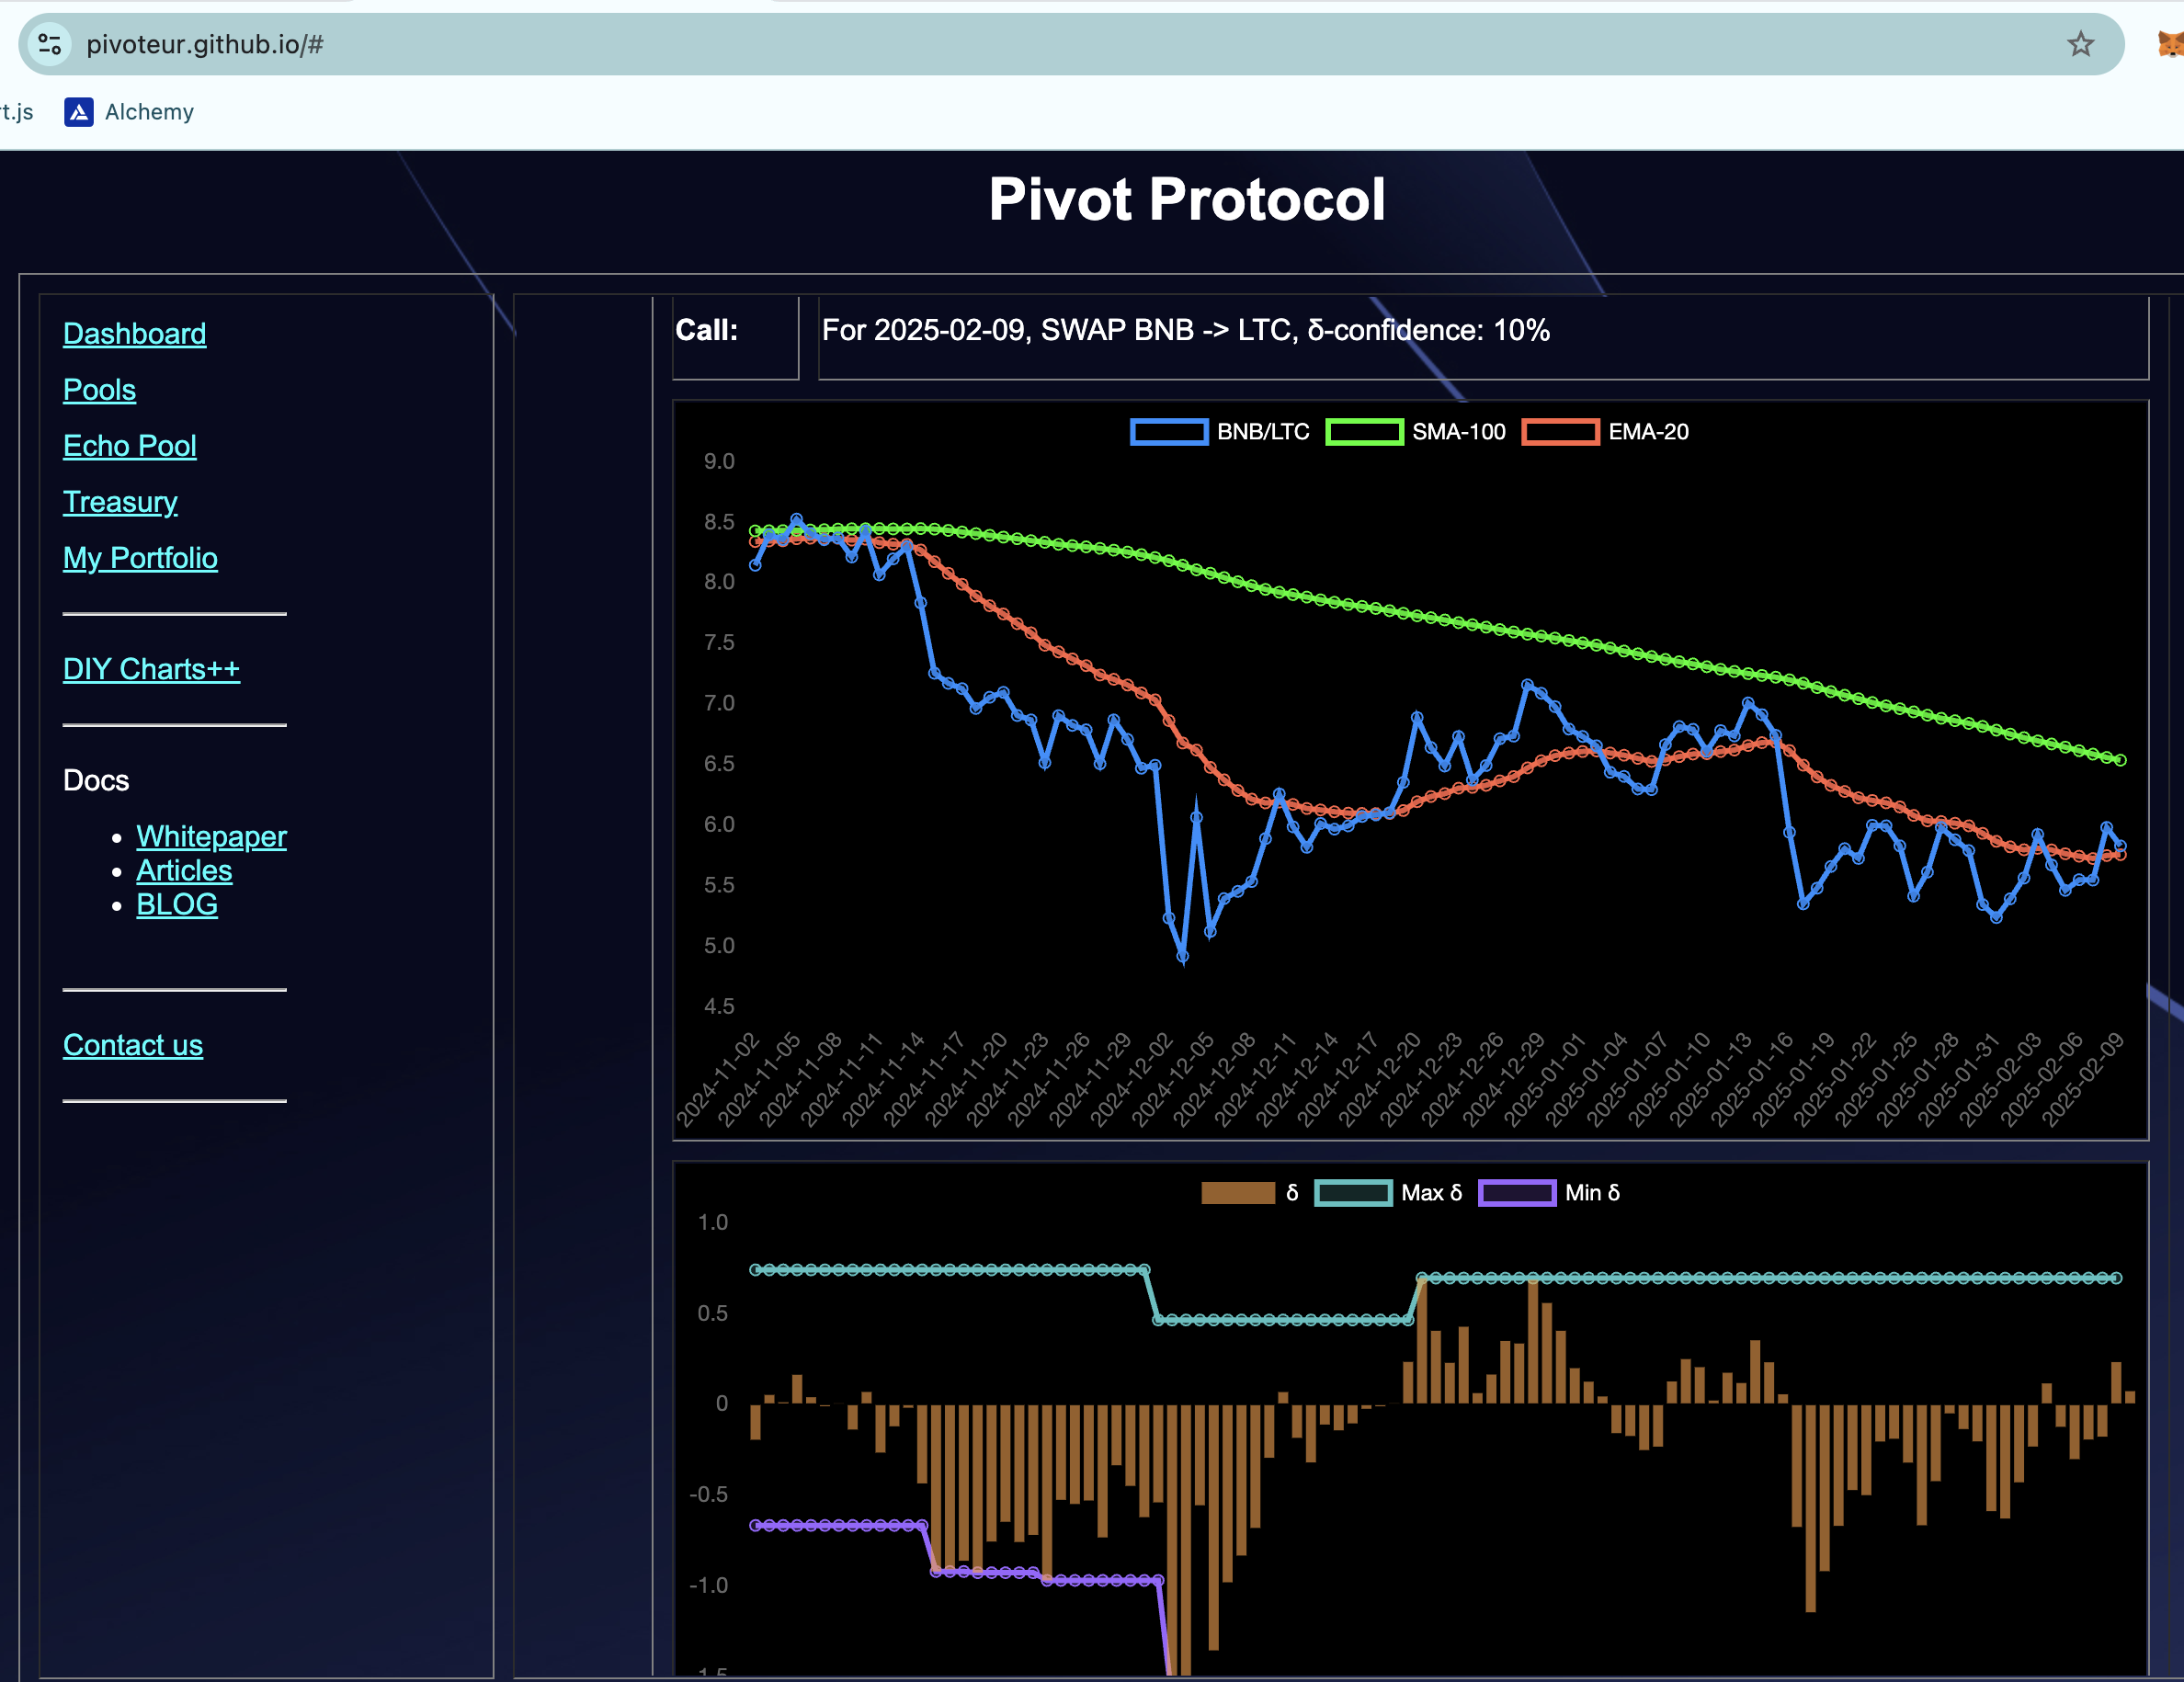 pivoteur.github.io/#
t.js Alchemy
Pivot Protocol
Dashboard
Pools
Echo Pool
Treasury
My Portfolio
DIY Charts++
Docs
Whitepaper
Articles
BLOG
Contact us
Call: For 2025-02-09, SWAP BNB -> LTC, δ-confidence: 10%
BNB/LTC SMA-100 EMA-20
9.0
8.5
8.0
7.5
7.0
6.5
6.0
5.5
5.0
4.5
2024-11-02 2024-11-05 2024-11-08 2024-11-11 2024-11-14 2024-11-17 2024-11-20 2024-11-23 2024-11-26 2024-11-29 2024-12-02 2024-12-05 2024-12-08 2024-12-11 2024-12-14 2024-12-17 2024-12-20 2024-12-23 2024-12-26 2024-12-29 2025-01-01 2025-01-04 2025-01-07 2025-01-10 2025-01-13 2025-01-16 2025-01-19 2025-01-22 2025-01-25 2025-01-28 2025-01-31 2025-02-03 2025-02-06 2025-02-09
δ Max δ Min δ
1.0
0.5
0
-0.5
-1.0